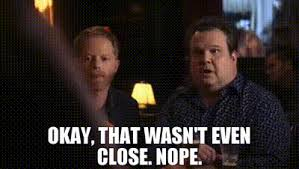 OKAY, THAT WASN'T EVEN
CLOSE. NOPE.